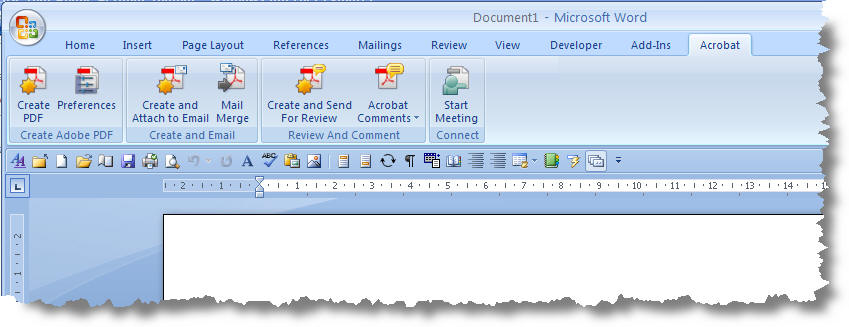 Document1 - Microsoft Word
Home Insert Page Layout References Mailings Review View Developer Add-Ins Acrobat
Create PDF
Preferences
Create and Attach to Email
Mail Merge
Create and Send For Review
Acrobat Comments
Start Meeting
Create Adobe PDF
Create and Email
Review And Comment
Connect
2 1 1 2 3 4 5 6 7 8 9 10 11 12 13 14
2
1